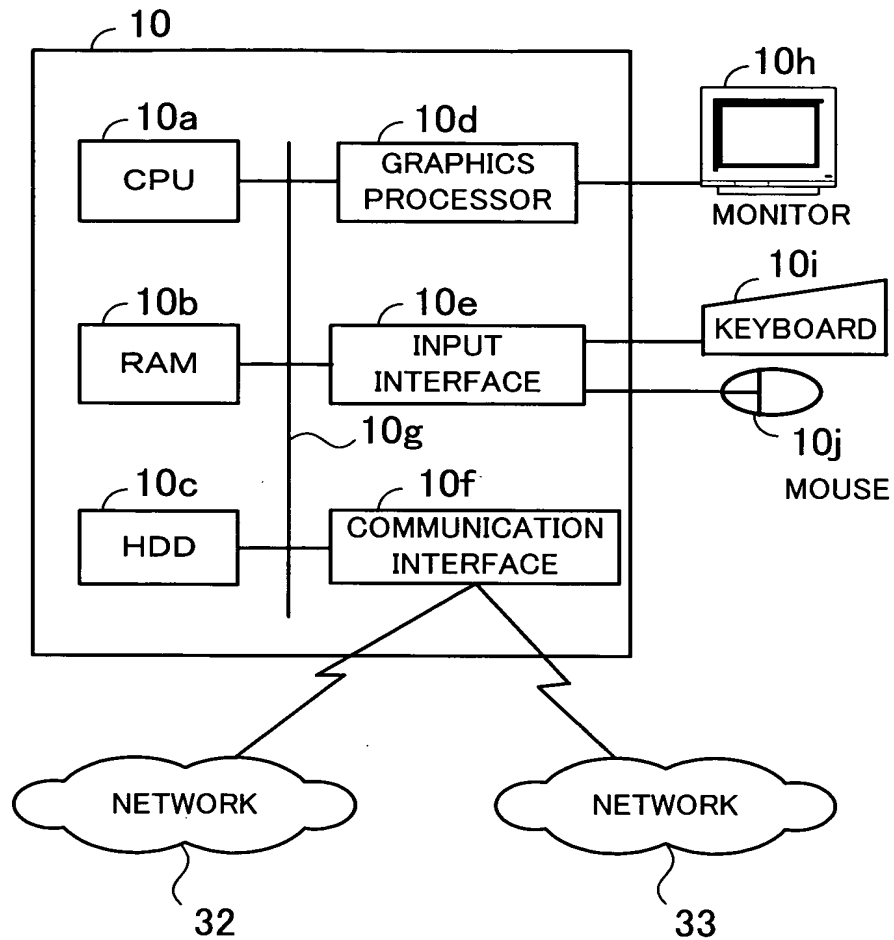 10
10h
10a
10d
CPU
GRAPHICS
PROCESSOR
MONITOR
10i
10b
10e
KEYBOARD
RAM
INPUT
INTERFACE
10g
10j
MOUSE
10c
10f
HDD
COMMUNICATION
INTERFACE
NETWORK
NETWORK
32
33